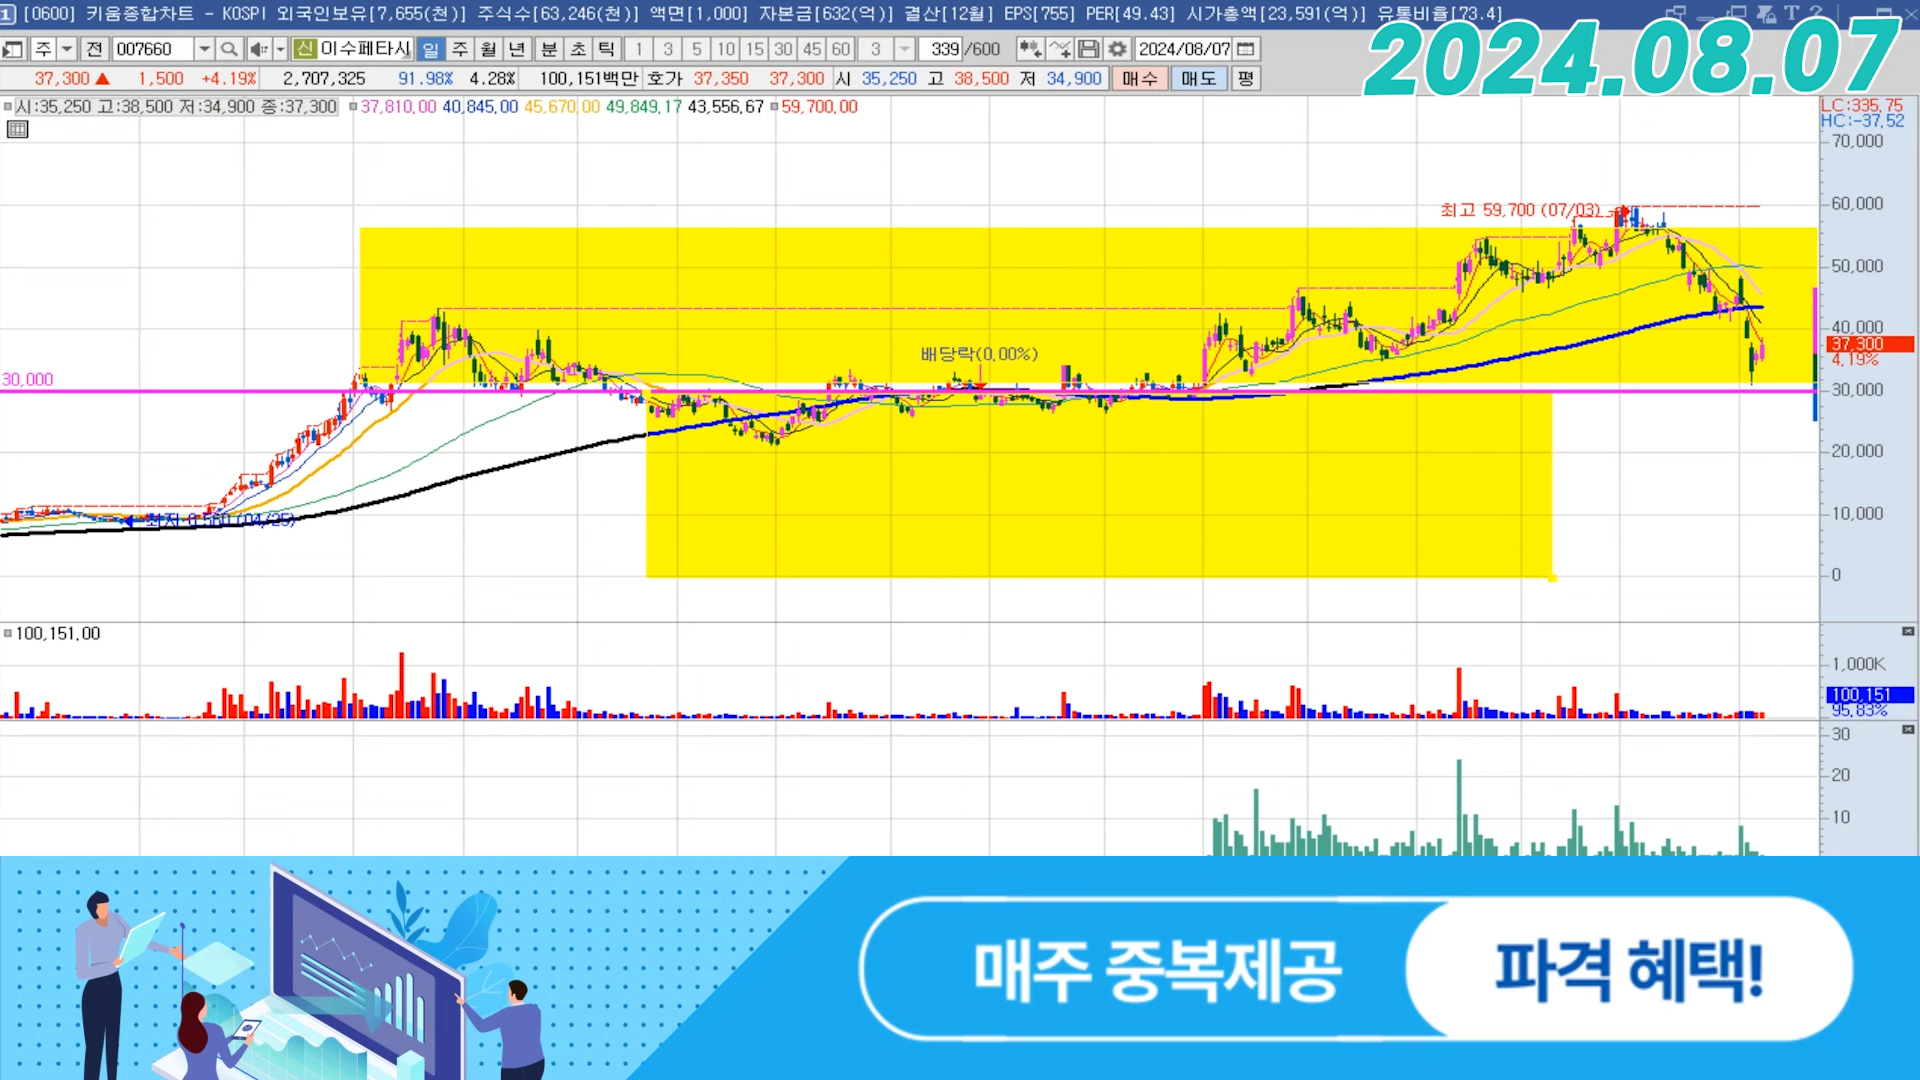 1 [0600] 키움종합차트 - KOSPI 외국인보유[7,655(천)] 주식수[63,246(천)] 액면[1,000] 자본금[632(억)] 결산[12월] EPS[755] PER[49.43] 시가총액[23,591(억)] 유통비율[73.4]
2024.08.07
주 전 007660 신 이수페타시 일 주 월 년 분 초 틱 1 3 5 10 15 30 45 60 3 339 /600 2024/08/07
37,300 ▲ 1,500 +4.19% 2,707,325 91.98% 4.28% 100,151백만 호가 37,350 37,300 시 35,250 고 38,500 저 34,900 매수 매도 평
시:35,250 고:38,500 저:34,900 종:37,300 37,810.00 40,845.00 45,670.00 49,849.17 43,556.67 59,700.00
LC:335.75
HC:-37.52
70,000
최고 59,700 (07/03)
60,000
50,000
40,000
배당락(0.00%)
37,300
4.19%
30,000
30,000
20,000
10,000
0
100,151.00
1,000K
100,151
95.83%
30
20
10
매주 중복제공
파격 혜택!